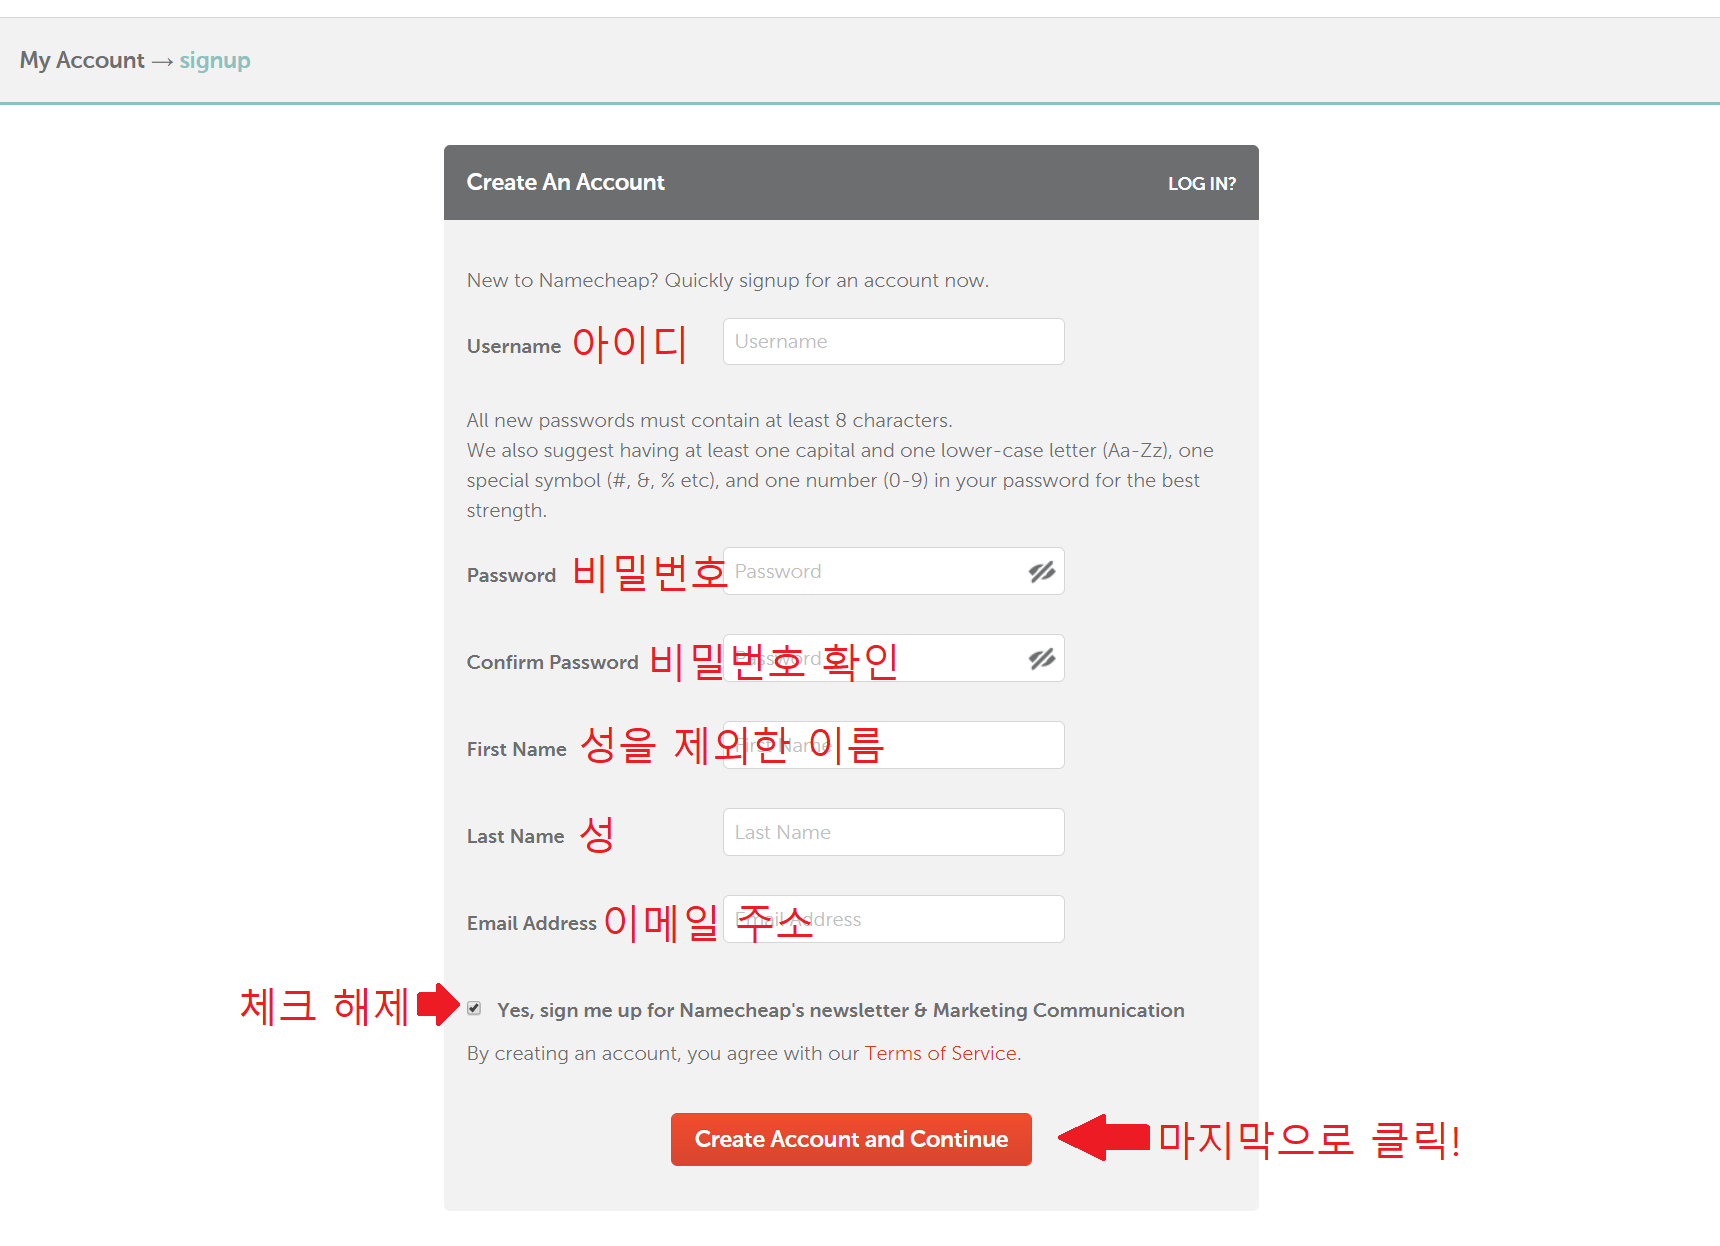 My Account → signup
Create An Account
LOG IN?
New to Namecheap? Quickly signup for an account now.
Username 아이디 Username
All new passwords must contain at least 8 characters.
We also suggest having at least one capital and one lower-case letter (Aa-Zz), one
special symbol (#, &, % etc), and one number (0-9) in your password for the best
strength.
Password 비밀번호 Password
Confirm Password 비밀번호 확인 Password
First Name 성을 제외한 이름 First Name
Last Name 성 Last Name
Email Address 이메일 주소 Email Address
체크 해제 Yes, sign me up for Namecheap's newsletter & Marketing Communication
By creating an account, you agree with our Terms of Service.
Create Account and Continue 마지막으로 클릭!